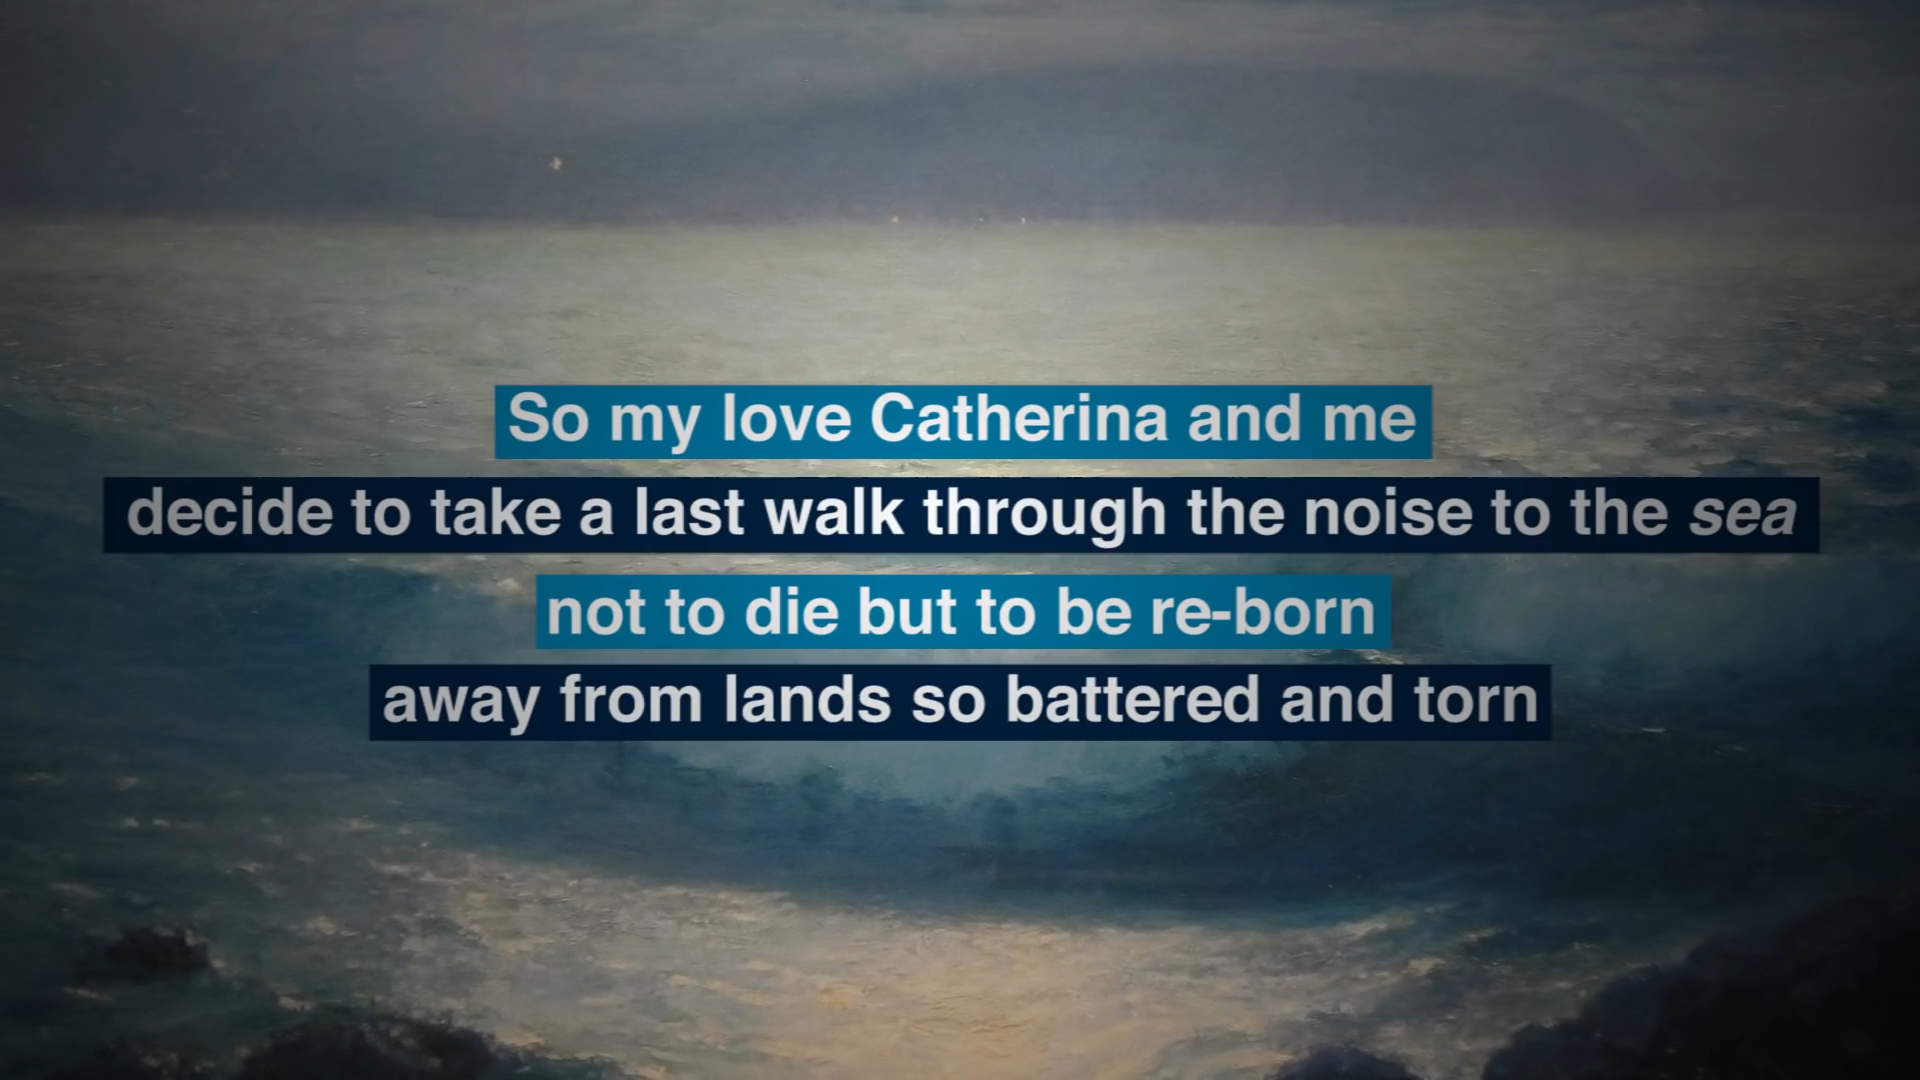 So my love Catherina and me
decide to take a last walk through the noise to the sea
not to die but to be re-born
away from lands so battered and torn